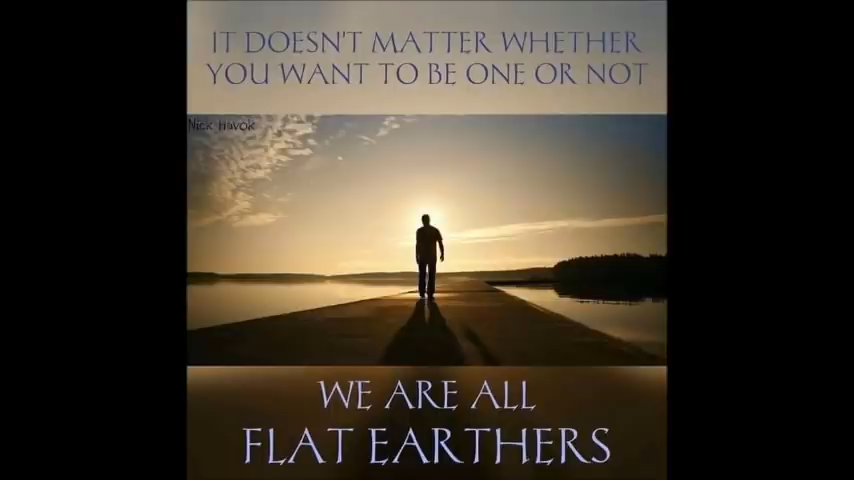 IT DOESN'T MATTER WHETHER
YOU WANT TO BE ONE OR NOT
Nick Havok
WE ARE ALL
FLAT EARTHERS